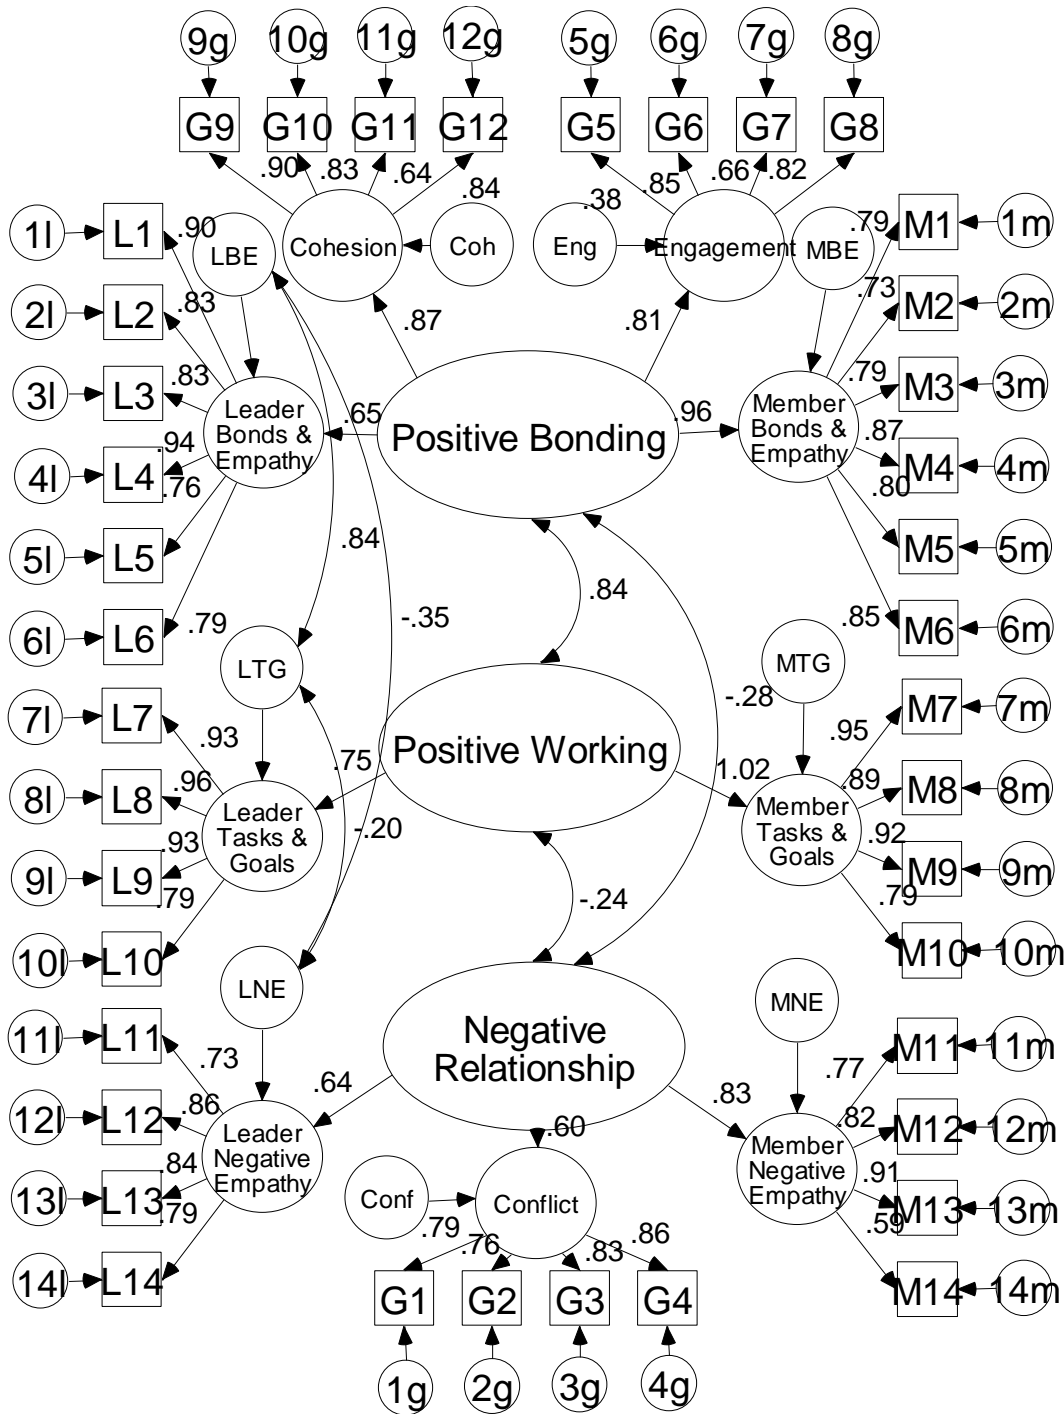 9g 10g 11g 12g 5g 6g 7g 8g
G9 G10 G11 G12 G5 G6 G7 G8
.90 .83 .64 .84 .38 .85 .66 .82
1l L1 .90 LBE Cohesion Coh Eng Engagement MBE .79 M1 1m
2l L2 .83 .87 .81 .73 M2 2m
3l L3 .83 .79 M3 3m
Leader
Bonds &
Empathy
.65 Positive Bonding .96
Member
Bonds &
Empathy
4l L4 .94 .87 M4 4m
.76 .80
5l L5 .84 M5 5m
.84 -.35
6l L6 .79 .85 M6 6m
LTG MTG
7l L7 .93 -.28 .95 M7 7m
.75 Positive Working 1.02
8l L8 .96 .89 M8 8m
Leader
Tasks &
Goals
-.20
Member
Tasks &
Goals
9l L9 .93 .92 M9 9m
.79 -.24 .79
10l L10 LNE MNE M10 10m
11l L11 .73 .77 M11 11m
Negative
Relationship
.64 .60 .83
12l L12 .86 .82 M12 12m
Leader
Negative
Empathy
Member
Negative
Empathy
13l L13 .84 Conf Conflict .91 M13 13m
.79 .79 .76 .83 .86 .59
14l L14 G1 G2 G3 G4 M14 14m
1g 2g 3g 4g